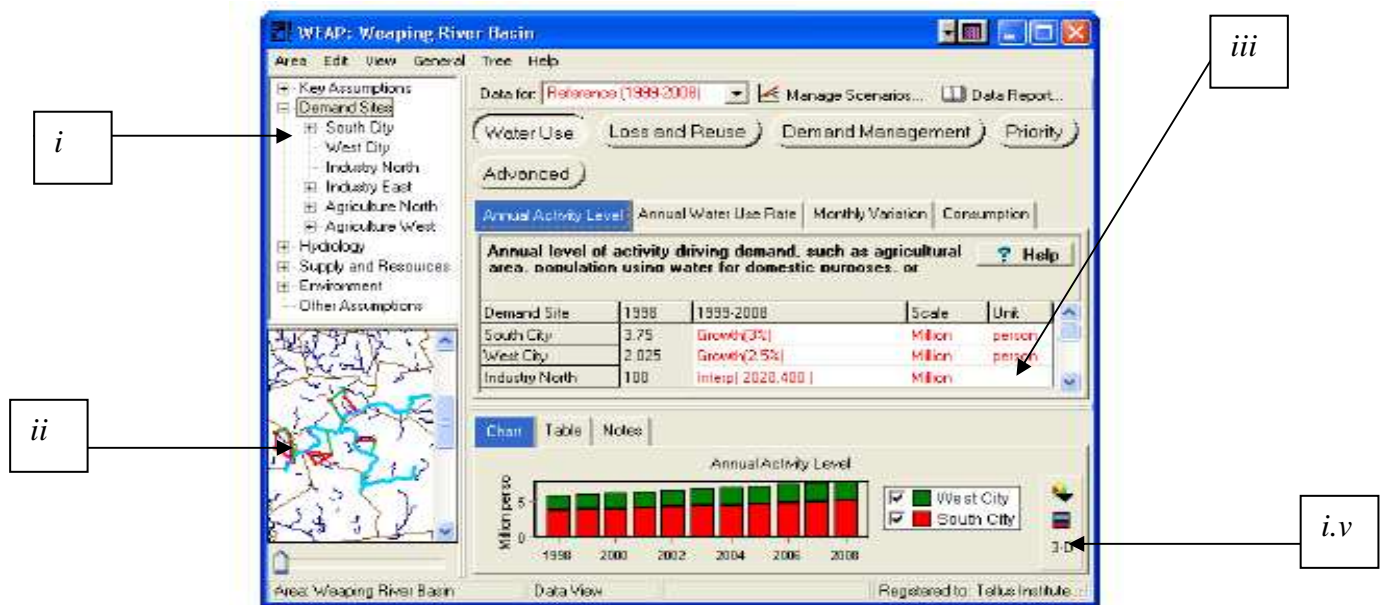 WEAP: Weaping River Basin
Area Edit View General Tree Help
Key Assumptions
Demand Sites
South City
West City
Industry North
Industry East
Agriculture North
Agriculture West
Hydrology
Supply and Resources
Environment
Other Assumptions
Data for: Reference (1999-2008) Manage Scenarios... Data Report...
Water Use Loss and Reuse Demand Management Priority
Advanced
Annual Activity Level Annual Water Use Rate Monthly Variation Consumption
Annual level of activity driving demand, such as agricultural
area, population using water for domestic purposes, or
? Help
Demand Site 1998 1999-2008 Scale Unit
South City 3.75 Growth(3%) Million person
West City 2.025 Growth(2.5%) Million person
Industry North 100 Interp( 2020,400 ) Million
Chart Table Notes
Annual Activity Level
Million perso
5
0
1998 2000 2002 2004 2006 2008
West City
South City
3-D
Area: Weaping River Basin Data View Registered to: Tellus Institute...
i
ii
iii
i.v